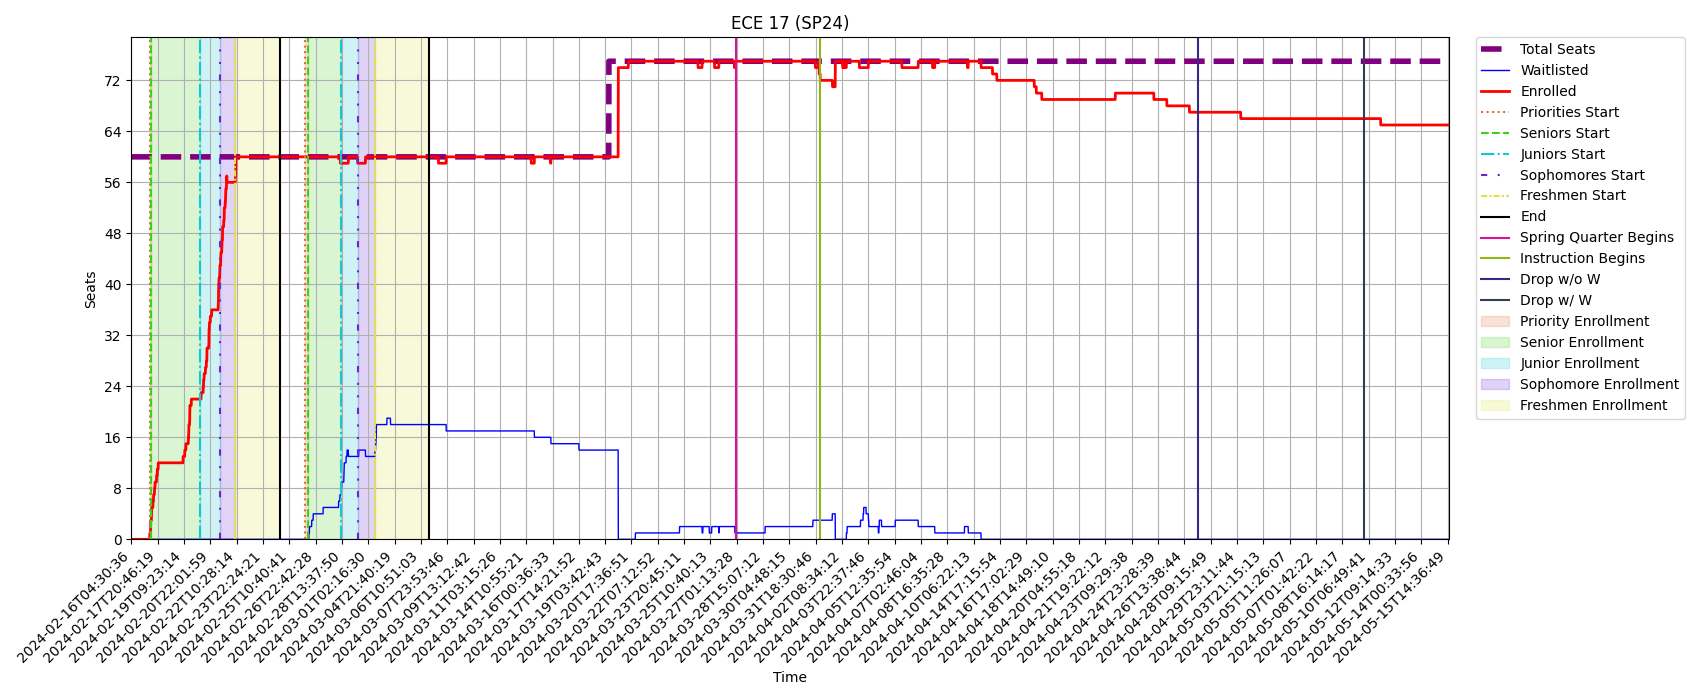 ECE 17 (SP24)
Seats
72
64
56
48
40
32
24
16
8
0
2024-02-16T04:30:36
2024-02-17T20:46:19
2024-02-19T09:23:14
2024-02-20T22:01:59
2024-02-22T10:28:14
2024-02-23T22:24:21
2024-02-25T10:40:41
2024-02-26T22:42:28
2024-02-28T13:37:50
2024-03-01T02:16:30
2024-03-04T21:40:19
2024-03-06T10:51:03
2024-03-07T23:53:46
2024-03-11T03:12:42
2024-03-13T13:15:26
2024-03-14T10:55:21
2024-03-16T00:36:33
2024-03-17T14:21:52
2024-03-19T03:42:43
2024-03-20T17:36:51
2024-03-22T07:12:52
2024-03-23T20:45:11
2024-03-25T10:40:13
2024-03-27T01:13:28
2024-03-28T15:07:12
2024-03-30T04:48:15
2024-03-31T18:30:46
2024-04-02T08:34:12
2024-04-03T22:37:46
2024-04-05T12:35:54
2024-04-07T02:46:04
2024-04-08T16:35:28
2024-04-10T06:22:13
2024-04-14T17:15:54
2024-04-16T17:02:29
2024-04-18T14:49:10
2024-04-20T04:55:18
2024-04-21T19:22:12
2024-04-23T09:29:38
2024-04-24T23:28:39
2024-04-26T13:38:44
2024-04-28T09:15:49
2024-04-29T23:11:44
2024-05-03T21:15:13
2024-05-05T11:26:07
2024-05-07T01:42:22
2024-05-08T16:14:17
2024-05-10T06:49:41
2024-05-12T09:14:33
2024-05-14T00:33:56
2024-05-15T14:36:49
Time
Total Seats
Waitlisted
Enrolled
Priorities Start
Seniors Start
Juniors Start
Sophomores Start
Freshmen Start
End
Spring Quarter Begins
Instruction Begins
Drop w/o W
Drop w/ W
Priority Enrollment
Senior Enrollment
Junior Enrollment
Sophomore Enrollment
Freshmen Enrollment